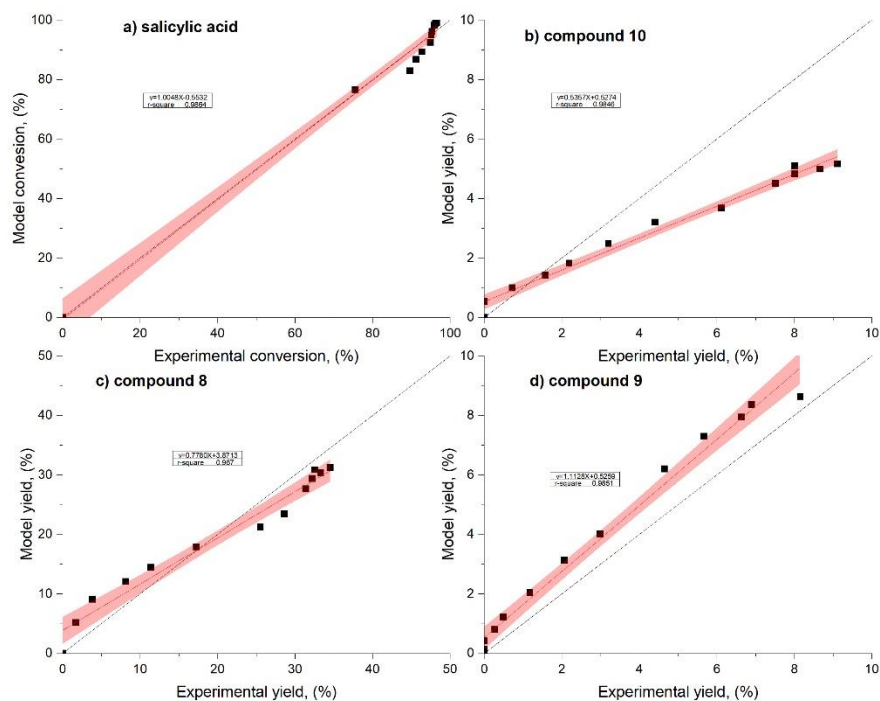 a) salicylic acid
y=1.0048X-0.5532
r-square 0.9864
Model convesion, (%)
100
80
60
40
20
0
0 20 40 60 80 100
Experimental conversion, (%)
b) compound 10
y=0.5357X+0.5274
r-square 0.9846
Model yield, (%)
10
8
6
4
2
0
0 2 4 6 8 10
Experimental yield, (%)
c) compound 8
y=0.7780X+3.8713
r-square 0.957
Model yield, (%)
50
40
30
20
10
0
0 10 20 30 40 50
Experimental yield, (%)
d) compound 9
y=1.1128X+0.5259
r-square 0.9851
Model yield, (%)
10
8
6
4
2
0
0 2 4 6 8 10
Experimental yield, (%)